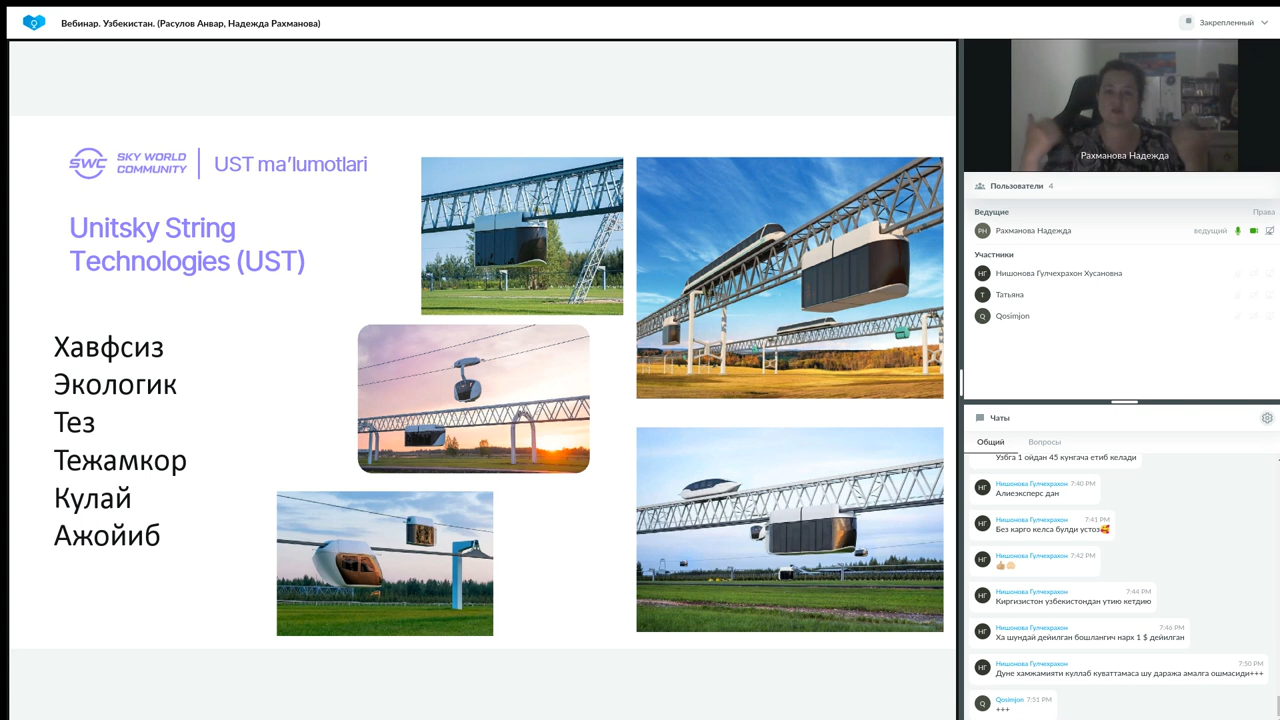 Вебинар. Узбекистан. (Расулов Анвар, Надежда Рахманова)
Закрепленный
SWC SKY WORLD COMMUNITY
UST ma'lumotlari
Unitsky String
Technologies (UST)
Хавфсиз
Экологик
Тез
Тежамкор
Кулай
Ажойиб
Рахманова Надежда
Пользователи 4
Ведущие Права
РН Рахманова Надежда ведущий
Участники
НГ Нишонова Гулчехрахон Хусановна
Т Татьяна
Q Qosimjon
Чаты
Общий Вопросы
Узбга 1 ойдан 45 кунгача етиб келади
НГ Нишонова Гулчехрахон 7:40 PM
Алиеэксперс дан
НГ Нишонова Гулчехрахон 7:41 PM
Без карго келса булди устоз🥰
НГ Нишонова Гулчехрахон 7:42 PM
НГ Нишонова Гулчехрахон 7:44 PM
Киргизистон узбекистондан утию кетдию
НГ Нишонова Гулчехрахон 7:46 PM
Ха шундай дейилган бошлангич нарх 1 $ дейилган
НГ Нишонова Гулчехрахон 7:50 PM
Дуне хамжамияти куллаб куваттамаса шу даража амалга ошмасиди+++
Q Qosimjon 7:51 PM
+++